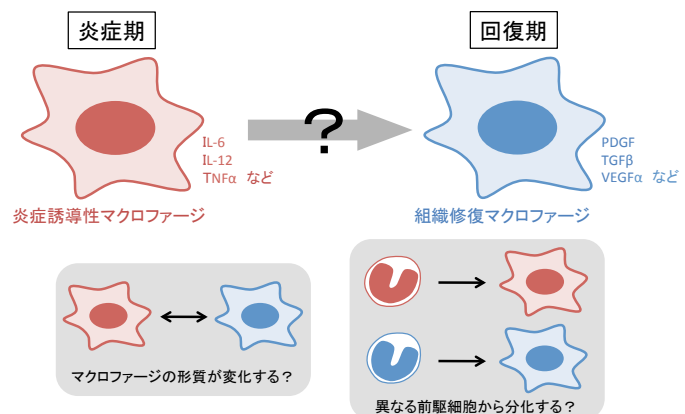 炎症期
回復期
?
IL-6
IL-12
TNFα など
PDGF
TGFβ
VEGFα など
炎症誘導性マクロファージ
組織修復マクロファージ
マクロファージの形質が変化する？
異なる前駆細胞から分化する？